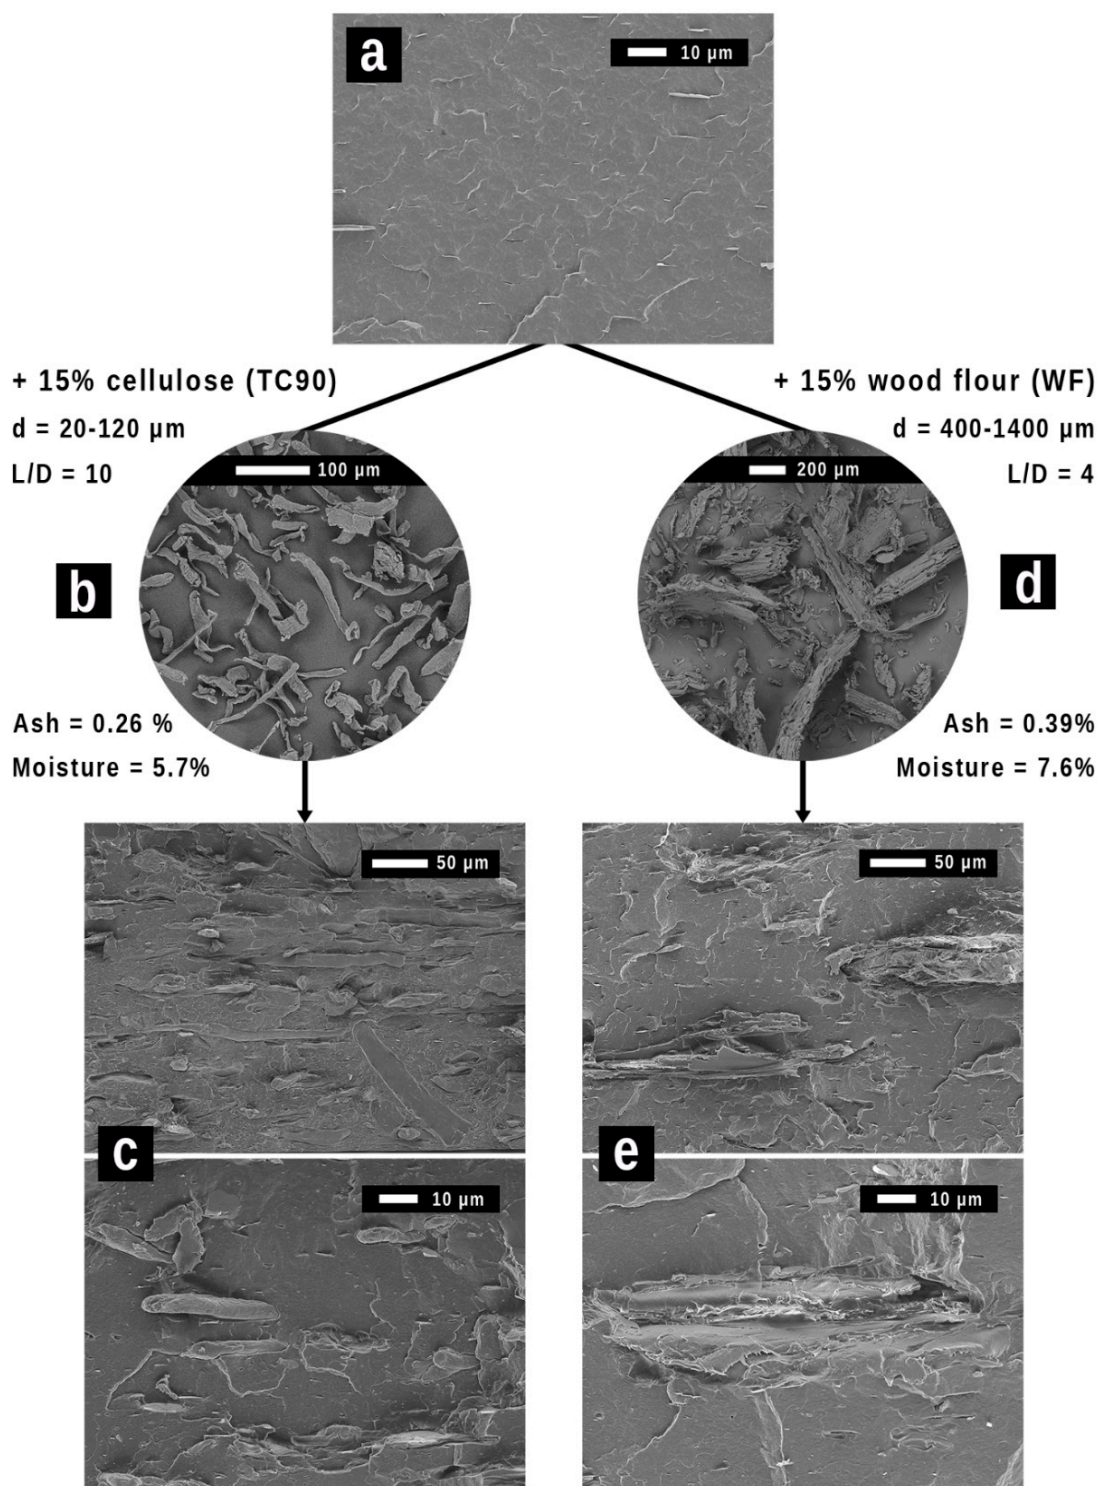 a
10 µm
+ 15% cellulose (TC90)
d = 20-120 µm
L/D = 10
100 µm
b
Ash = 0.26 %
Moisture = 5.7%
+ 15% wood flour (WF)
d = 400-1400 µm
L/D = 4
200 µm
d
Ash = 0.39%
Moisture = 7.6%
50 µm
c
10 µm
50 µm
e
10 µm